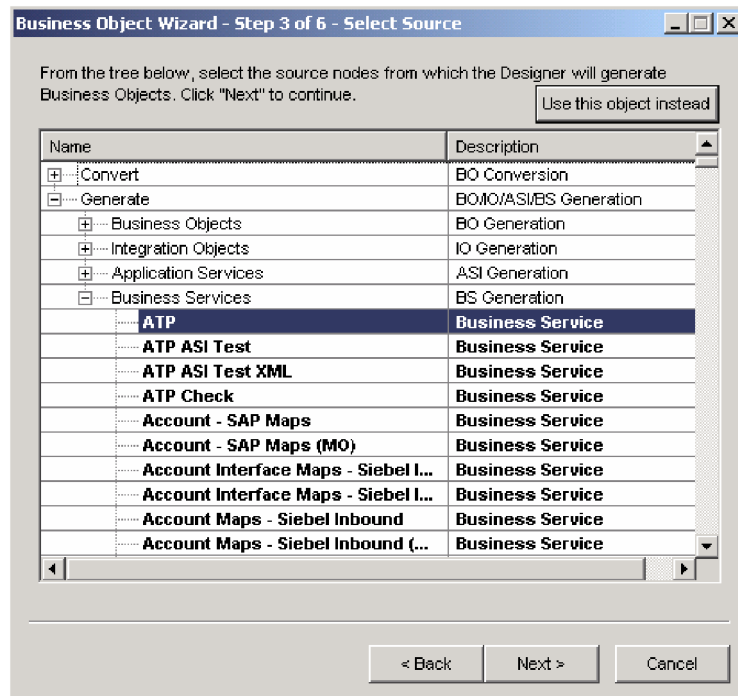 Business Object Wizard - Step 3 of 6 - Select Source
From the tree below, select the source nodes from which the Designer will generate
Business Objects. Click "Next" to continue.
Use this object instead
Name Description
Convert BO Conversion
Generate BO/IO/ASI/BS Generation
Business Objects BO Generation
Integration Objects IO Generation
Application Services ASI Generation
Business Services BS Generation
ATP Business Service
ATP ASI Test Business Service
ATP ASI Test XML Business Service
ATP Check Business Service
Account - SAP Maps Business Service
Account - SAP Maps (MO) Business Service
Account Interface Maps - Siebel I... Business Service
Account Interface Maps - Siebel I... Business Service
Account Maps - Siebel Inbound Business Service
Account Maps - Siebel Inbound (... Business Service
< Back Next > Cancel